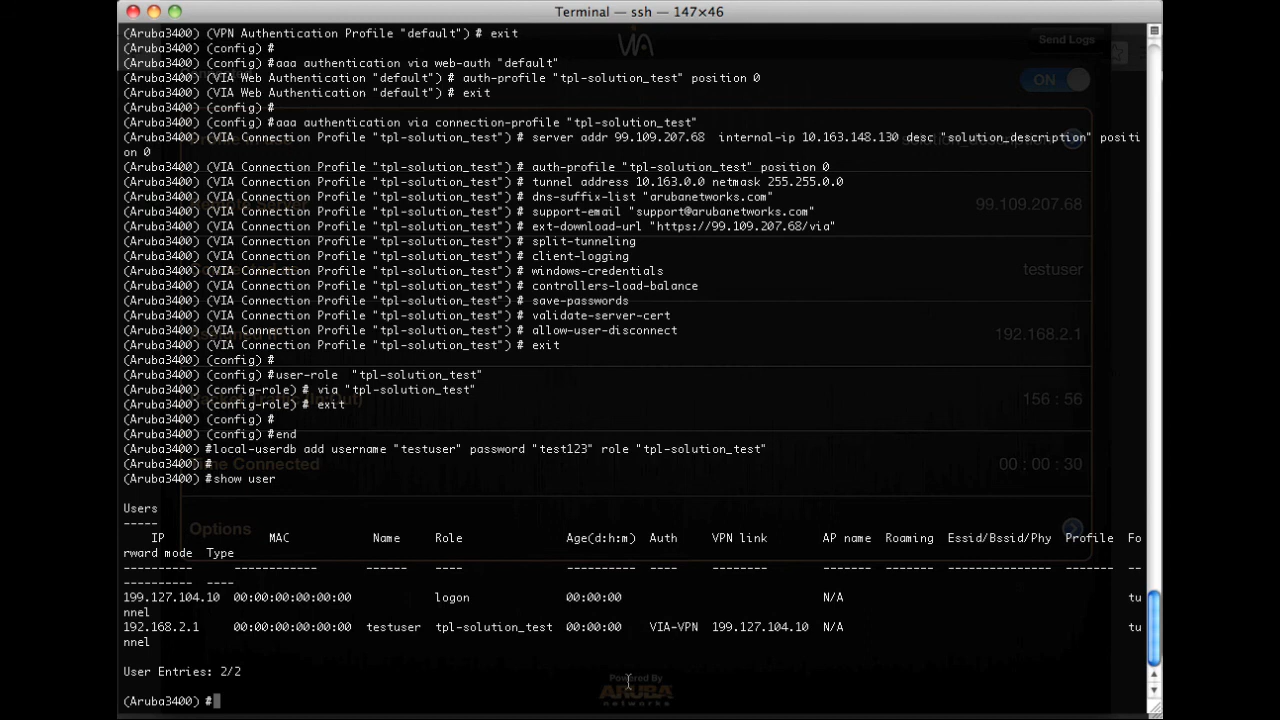 Terminal — ssh — 147×46
(Aruba3400) (VPN Authentication Profile "default") # exit
(Aruba3400) (config) #
(Aruba3400) (config) #aaa authentication via web-auth "default"
(Aruba3400) (VIA Web Authentication "default") # auth-profile "tpl-solution_test" position 0
(Aruba3400) (VIA Web Authentication "default") # exit
(Aruba3400) (config) #
(Aruba3400) (config) #aaa authentication via connection-profile "tpl-solution_test"
(Aruba3400) (VIA Connection Profile "tpl-solution_test") # server addr 99.109.207.68  internal-ip 10.163.148.130 desc "solution_description" positi
on 0
(Aruba3400) (VIA Connection Profile "tpl-solution_test") # auth-profile "tpl-solution_test" position 0
(Aruba3400) (VIA Connection Profile "tpl-solution_test") # tunnel address 10.163.0.0 netmask 255.255.0.0
(Aruba3400) (VIA Connection Profile "tpl-solution_test") # dns-suffix-list "arubanetworks.com"
(Aruba3400) (VIA Connection Profile "tpl-solution_test") # support-email "support@arubanetworks.com"
(Aruba3400) (VIA Connection Profile "tpl-solution_test") # ext-download-url "https://99.109.207.68/via"
(Aruba3400) (VIA Connection Profile "tpl-solution_test") # split-tunneling
(Aruba3400) (VIA Connection Profile "tpl-solution_test") # client-logging
(Aruba3400) (VIA Connection Profile "tpl-solution_test") # windows-credentials
(Aruba3400) (VIA Connection Profile "tpl-solution_test") # controllers-load-balance
(Aruba3400) (VIA Connection Profile "tpl-solution_test") # save-passwords
(Aruba3400) (VIA Connection Profile "tpl-solution_test") # validate-server-cert
(Aruba3400) (VIA Connection Profile "tpl-solution_test") # allow-user-disconnect
(Aruba3400) (VIA Connection Profile "tpl-solution_test") # exit
(Aruba3400) (config) #
(Aruba3400) (config) #user-role  "tpl-solution_test"
(Aruba3400) (config-role) # via "tpl-solution_test"
(Aruba3400) (config-role) # exit
(Aruba3400) (config) #
(Aruba3400) (config) #end
(Aruba3400) #local-userdb add username "testuser" password "test123" role "tpl-solution_test"
(Aruba3400) #
(Aruba3400) #show user
Users
-----
IP MAC Name Role Age(d:h:m) Auth VPN link AP name Roaming Essid/Bssid/Phy Profile Fo
rward mode Type
---------- ------------ ------ ---- ---------- ---- -------- ------- ------- --------------- ------- --
---------- ----
199.127.104.10 00:00:00:00:00:00 logon 00:00:00 N/A tu
nnel
192.168.2.1 00:00:00:00:00:00 testuser tpl-solution_test 00:00:00 VIA-VPN 199.127.104.10 N/A tu
nnel
User Entries: 2/2
(Aruba3400) #
VIA
Send Logs
ON
99.109.207.68
testuser
192.168.2.1
156 : 56
Time Connected
00 : 00 : 30
Options
Powered By
ARUBA
networks